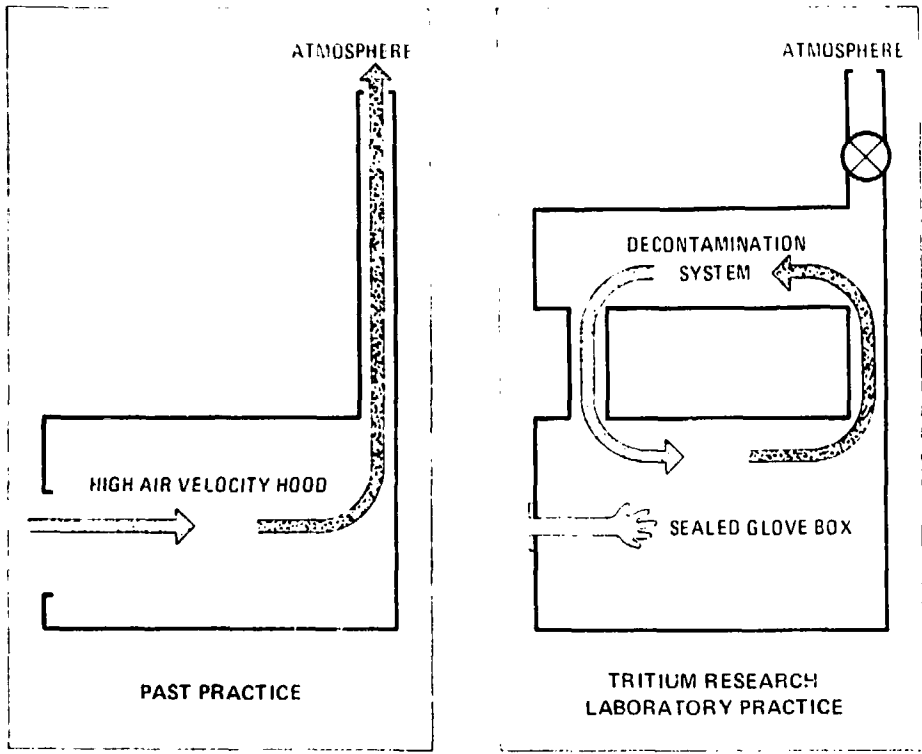 ATMOSPHERE
HIGH AIR VELOCITY HOOD
PAST PRACTICE
ATMOSPHERE
DECONTAMINATION
SYSTEM
SEALED GLOVE BOX
TRITIUM RESEARCH
LABORATORY PRACTICE